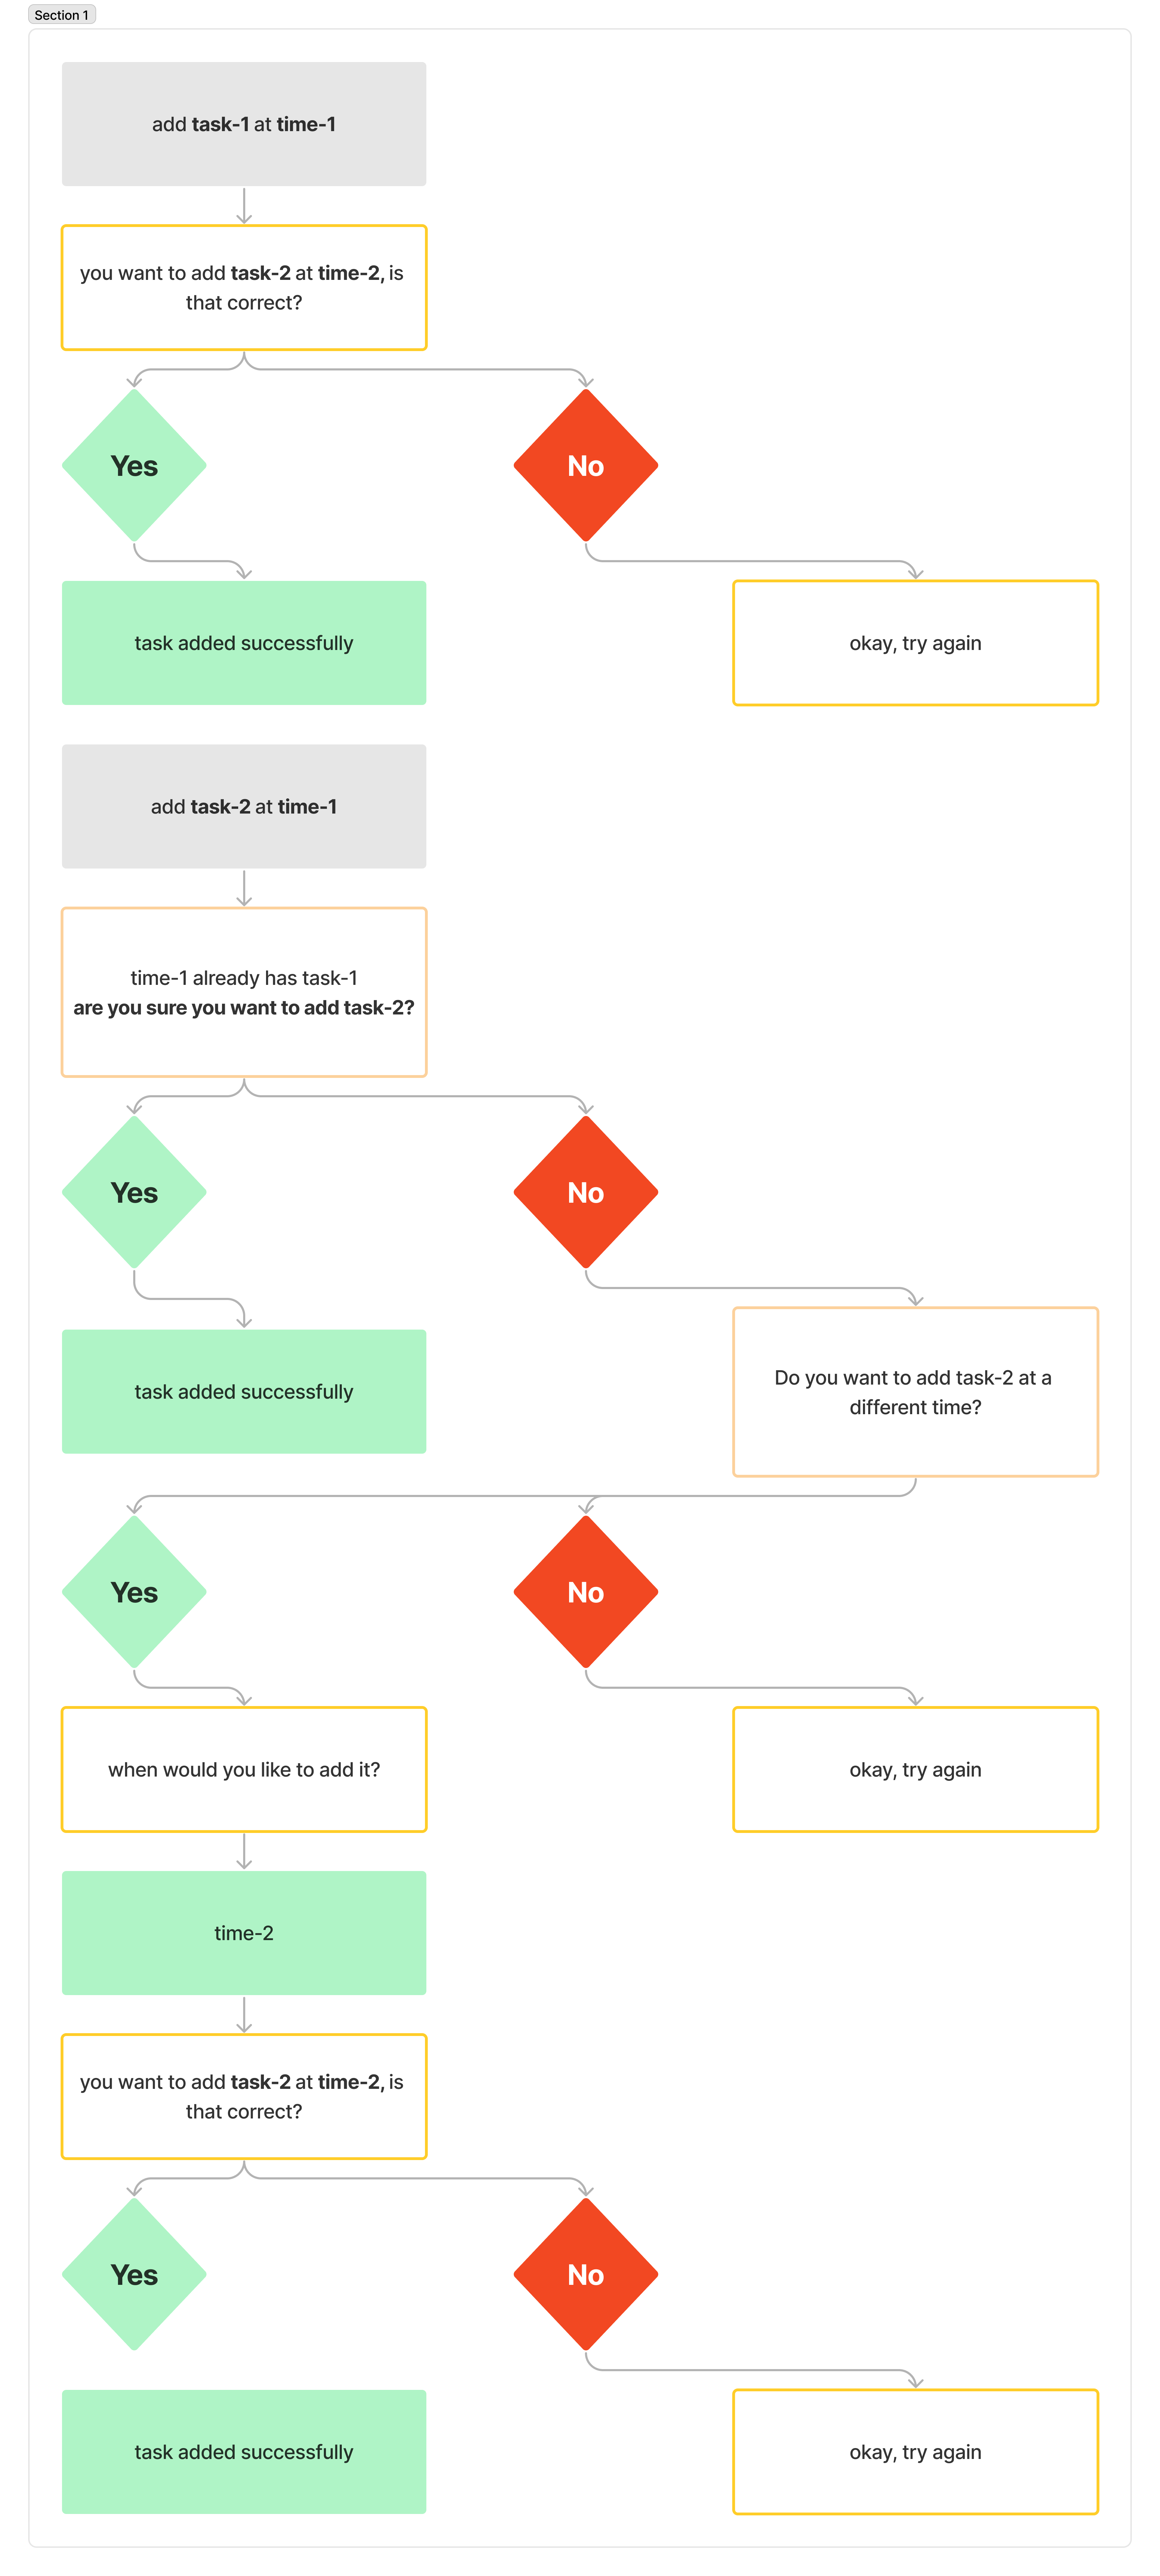 Section 1
add task-1 at time-1
you want to add task-2 at time-2, is
that correct?
Yes
No
task added successfully
okay, try again
add task-2 at time-1
time-1 already has task-1
are you sure you want to add task-2?
Yes
No
task added successfully
Do you want to add task-2 at a
different time?
Yes
No
when would you like to add it?
okay, try again
time-2
you want to add task-2 at time-2, is
that correct?
Yes
No
task added successfully
okay, try again